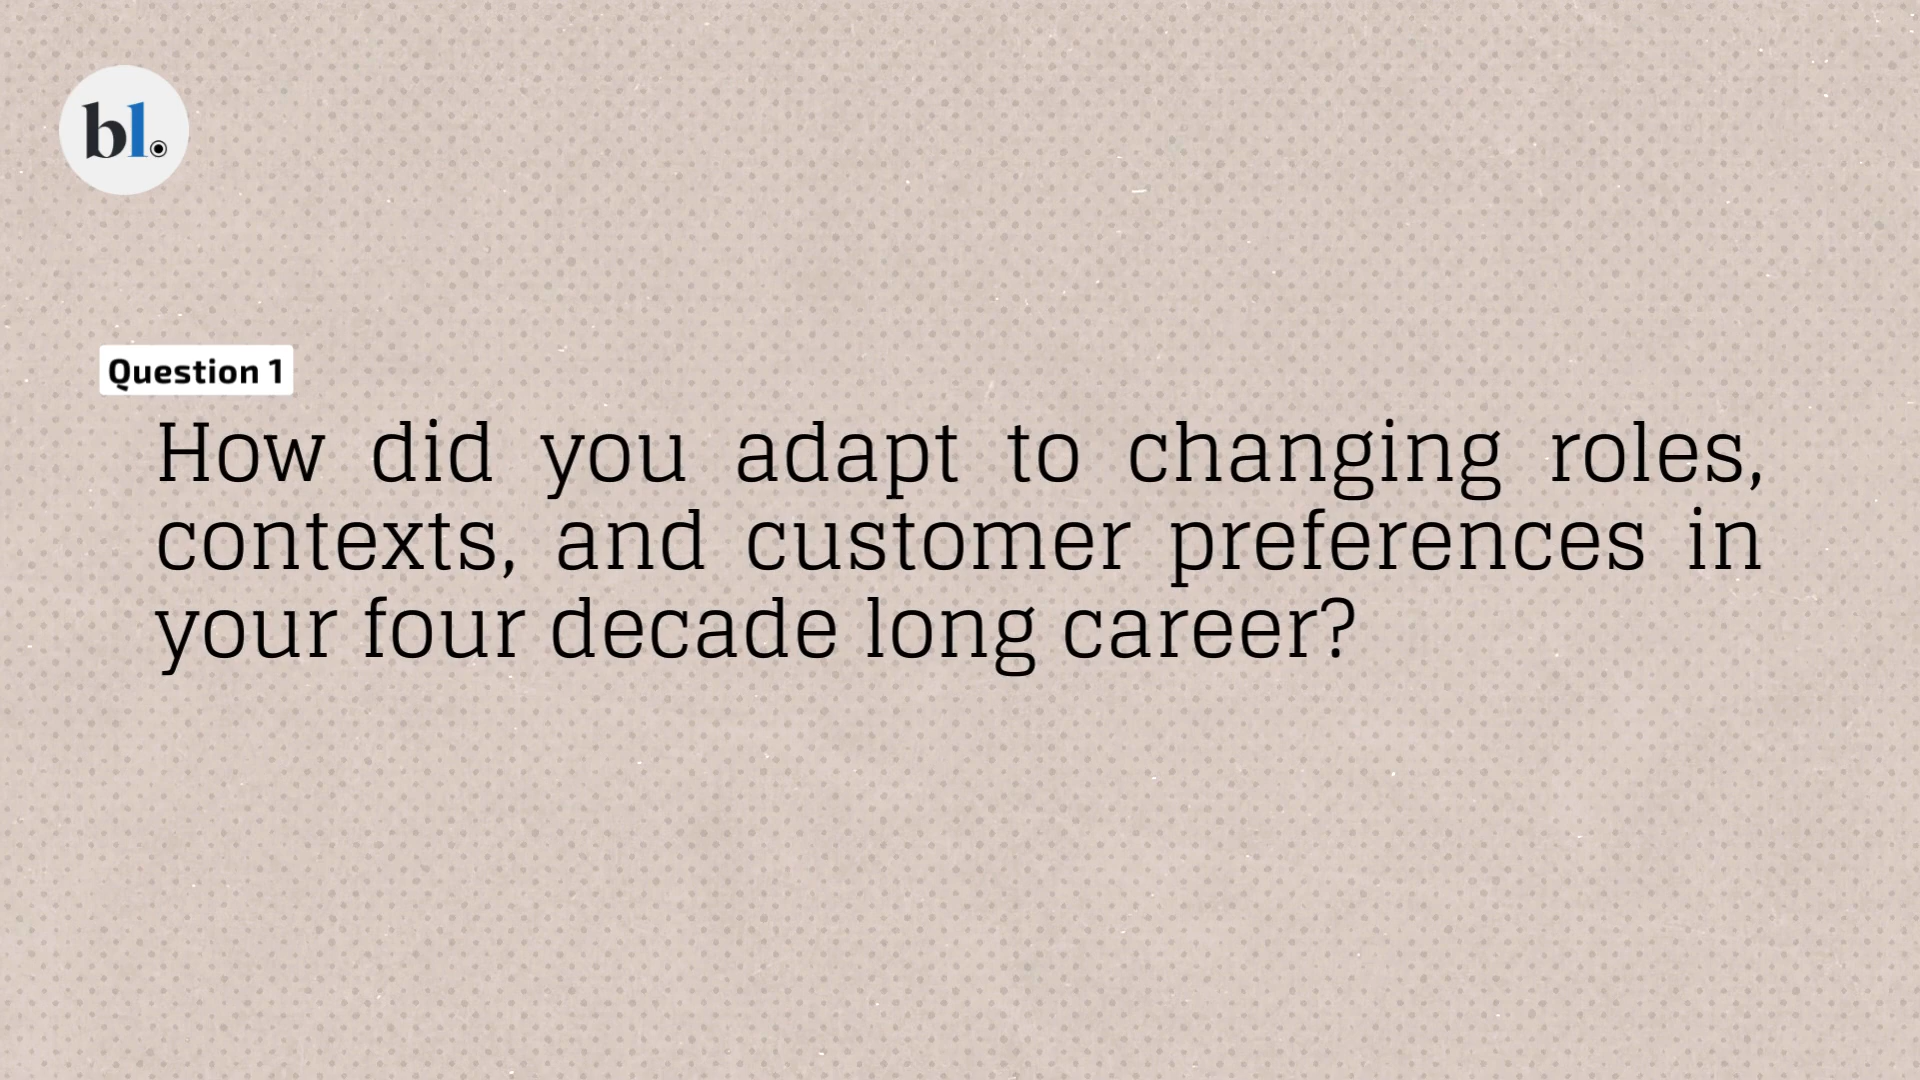 bl.
Question 1
How did you adapt to changing roles,
contexts, and customer preferences in
your four decade long career?